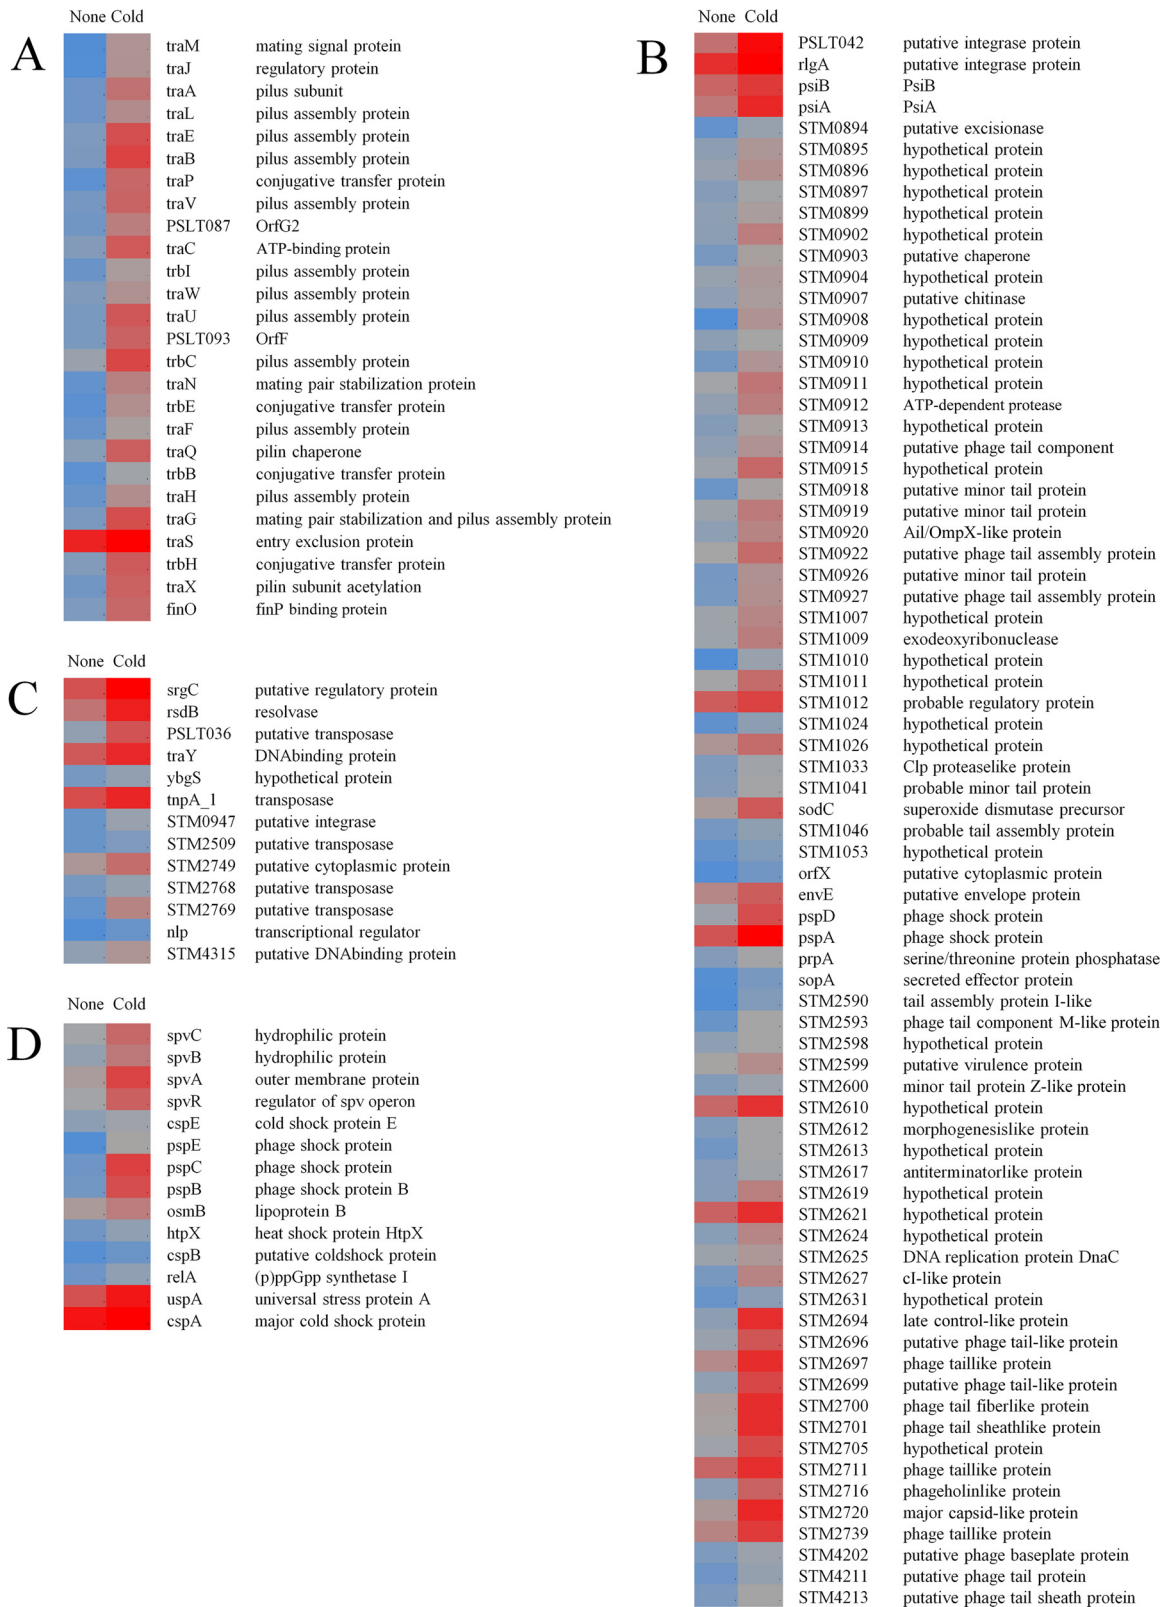 A
None Cold
traM mating signal protein
traJ regulatory protein
traA pilus subunit
traL pilus assembly protein
traE pilus assembly protein
traB pilus assembly protein
traP conjugative transfer protein
traV pilus assembly protein
PSLT087 OrfG2
traC ATP-binding protein
trbI pilus assembly protein
traW pilus assembly protein
traU pilus assembly protein
PSLT093 OrfF
trbC pilus assembly protein
traN mating pair stabilization protein
trbE conjugative transfer protein
traF pilus assembly protein
traQ pilin chaperone
trbB conjugative transfer protein
traH pilus assembly protein
traG mating pair stabilization and pilus assembly protein
traS entry exclusion protein
trbH conjugative transfer protein
traX pilin subunit acetylation
finO finP binding protein
C
None Cold
srgC putative regulatory protein
rsdB resolvase
PSLT036 putative transposase
traY DNAbinding protein
ybgS hypothetical protein
tnpA_1 transposase
STM0947 putative integrase
STM2509 putative transposase
STM2749 putative cytoplasmic protein
STM2768 putative transposase
STM2769 putative transposase
nlp transcriptional regulator
STM4315 putative DNAbinding protein
D
None Cold
spvC hydrophilic protein
spvB hydrophilic protein
spvA outer membrane protein
spvR regulator of spv operon
cspE cold shock protein E
pspE phage shock protein
pspC phage shock protein
pspB phage shock protein B
osmB lipoprotein B
htpX heat shock protein HtpX
cspB putative coldshock protein
relA (p)ppGpp synthetase I
uspA universal stress protein A
cspA major cold shock protein
B
None Cold
PSLT042 putative integrase protein
rlgA putative integrase protein
psiB PsiB
psiA PsiA
STM0894 putative excisionase
STM0895 hypothetical protein
STM0896 hypothetical protein
STM0897 hypothetical protein
STM0899 hypothetical protein
STM0902 hypothetical protein
STM0903 putative chaperone
STM0904 hypothetical protein
STM0907 putative chitinase
STM0908 hypothetical protein
STM0909 hypothetical protein
STM0910 hypothetical protein
STM0911 hypothetical protein
STM0912 ATP-dependent protease
STM0913 hypothetical protein
STM0914 putative phage tail component
STM0915 hypothetical protein
STM0918 putative minor tail protein
STM0919 putative minor tail protein
STM0920 Ail/OmpX-like protein
STM0922 putative phage tail assembly protein
STM0926 putative minor tail protein
STM0927 putative phage tail assembly protein
STM1007 hypothetical protein
STM1009 exodeoxyribonuclease
STM1010 hypothetical protein
STM1011 hypothetical protein
STM1012 probable regulatory protein
STM1024 hypothetical protein
STM1026 hypothetical protein
STM1033 Clp proteaselike protein
STM1041 probable minor tail protein
sodC superoxide dismutase precursor
STM1046 probable tail assembly protein
STM1053 hypothetical protein
orfX putative cytoplasmic protein
envE putative envelope protein
pspD phage shock protein
pspA phage shock protein
prpA serine/threonine protein phosphatase
sopA secreted effector protein
STM2590 tail assembly protein I-like
STM2593 phage tail component M-like protein
STM2598 hypothetical protein
STM2599 putative virulence protein
STM2600 minor tail protein Z-like protein
STM2610 hypothetical protein
STM2612 morphogenesislike protein
STM2613 hypothetical protein
STM2617 antiterminatorlike protein
STM2619 hypothetical protein
STM2621 hypothetical protein
STM2624 hypothetical protein
STM2625 DNA replication protein DnaC
STM2627 cI-like protein
STM2631 hypothetical protein
STM2694 late control-like protein
STM2696 putative phage tail-like protein
STM2697 phage taillike protein
STM2699 putative phage tail-like protein
STM2700 phage tail fiberlike protein
STM2701 phage tail sheathlike protein
STM2705 hypothetical protein
STM2711 phage taillike protein
STM2716 phageholinlike protein
STM2720 major capsid-like protein
STM2739 phage taillike protein
STM4202 putative phage baseplate protein
STM4211 putative phage tail protein
STM4213 putative phage tail sheath protein